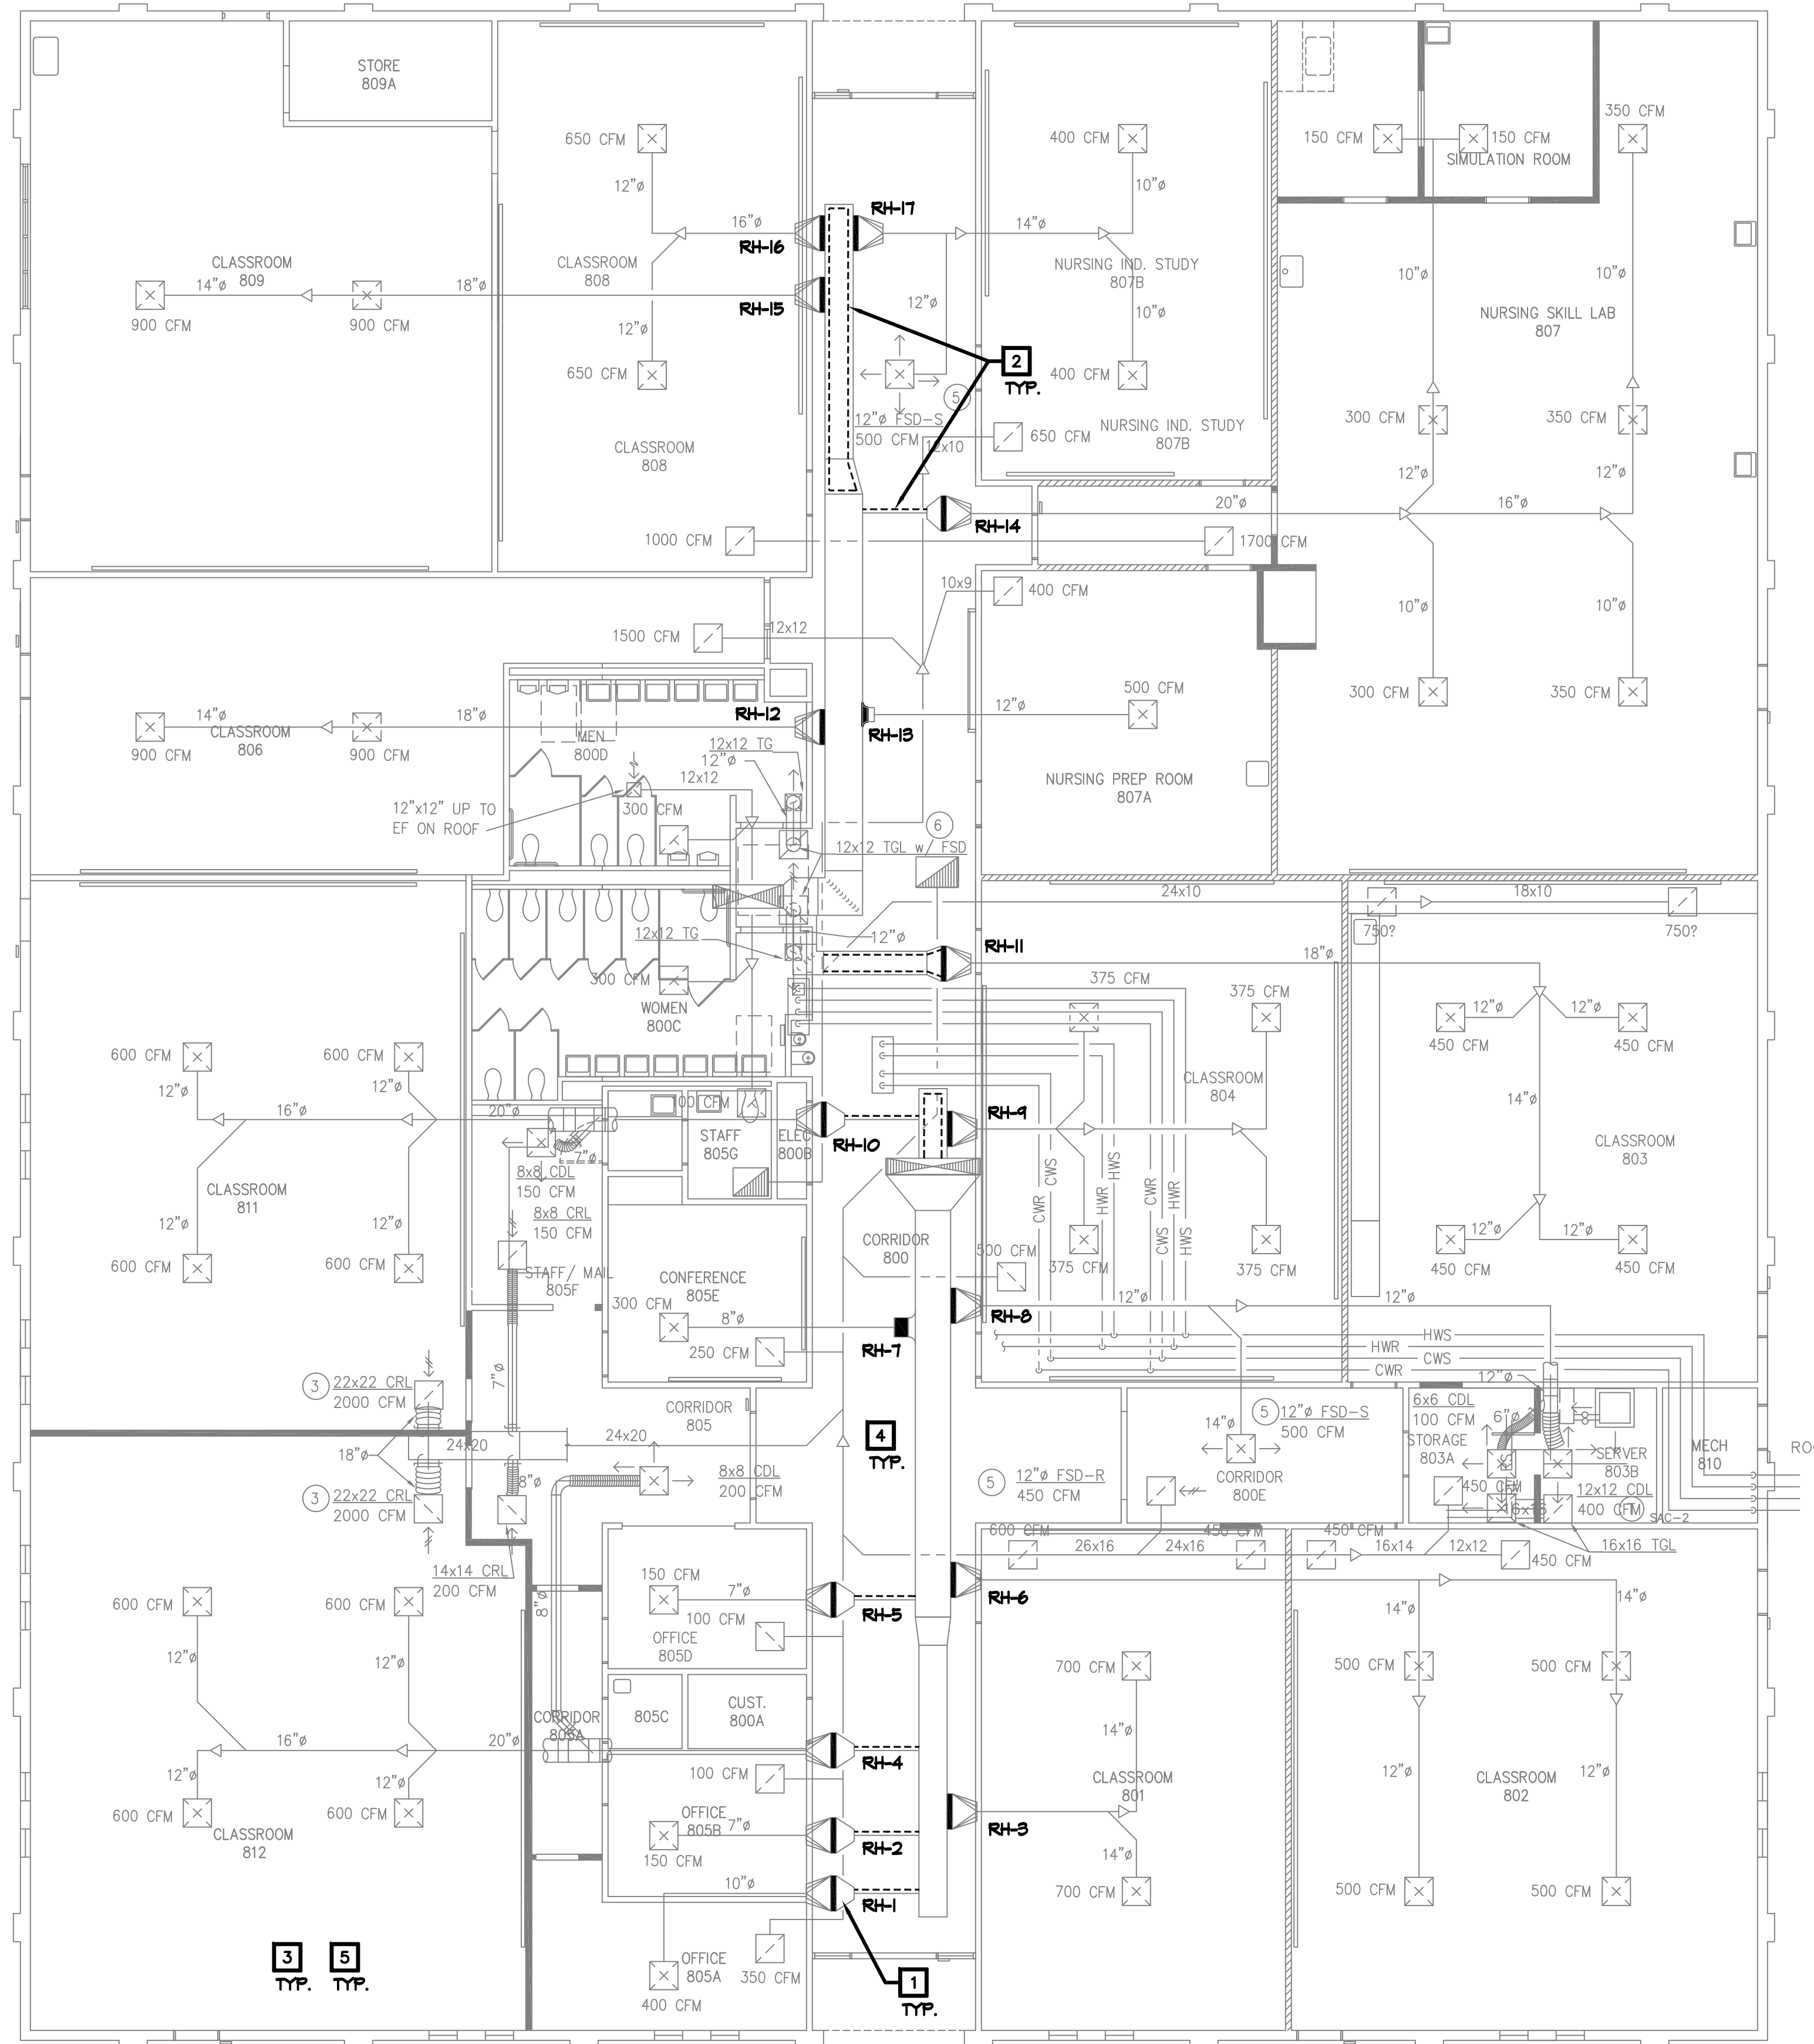 STORE
809A
650 CFM
400 CFM
150 CFM
150 CFM
SIMULATION ROOM
350 CFM
12"ø
10"ø
16"ø
RH-16
RH-17
14"ø
CLASSROOM
809
14"ø
900 CFM
900 CFM
18"ø
CLASSROOM
808
RH-15
12"ø
650 CFM
NURSING IND. STUDY
807B
12"ø
10"ø
400 CFM
10"ø
10"ø
NURSING SKILL LAB
807
2
TYP.
5
12"ø FSD-S
500 CFM
12x10
650 CFM
NURSING IND. STUDY
807B
300 CFM
350 CFM
CLASSROOM
808
12"ø
12"ø
20"ø
16"ø
RH-14
1000 CFM
1700 CFM
10x9
400 CFM
10"ø
10"ø
1500 CFM
12x12
14"ø
CLASSROOM
806
900 CFM
900 CFM
18"ø
RH-12
RH-13
MEN
800D
12x12 TG
12"ø
12x12
500 CFM
12"ø
300 CFM
350 CFM
NURSING PREP ROOM
807A
12"x12" UP TO
EF ON ROOF
300 CFM
6
12x12 TGL w FSD
24x10
18x10
750?
750?
12x12 TG
12"ø
RH-11
18"ø
300 CFM
WOMEN
800C
375 CFM
375 CFM
12"ø
12"ø
450 CFM
450 CFM
600 CFM
600 CFM
12"ø
12"ø
16"ø
20"ø
CLASSROOM
804
14"ø
STAFF
805G
ELEC
800B
RH-10
RH-9
CLASSROOM
803
7"ø
8x8 CDL
150 CFM
8x8 CRL
150 CFM
CLASSROOM
811
12"ø
12"ø
600 CFM
600 CFM
CWR
CWS
HWR
HWS
CWR
CWS
HWR
HWS
12"ø
12"ø
450 CFM
450 CFM
CORRIDOR
800
500 CFM
375 CFM
375 CFM
STAFF/ MAIL
805F
CONFERENCE
805E
300 CFM
8"ø
250 CFM
RH-7
RH-8
12"ø
12"ø
HWS
HWR
CWS
CWR
7"ø
3
22x22 CRL
2000 CFM
CORRIDOR
805
24x20
24x20
18"ø
8"ø
3
22x22 CRL
2000 CFM
8x8 CDL
200 CFM
14x14 CRL
200 CFM
4
TYP.
14"ø
5
12"ø FSD-S
500 CFM
5
12"ø FSD-R
450 CFM
CORRIDOR
800E
12"ø
6x6 CDL
100 CFM
6"ø
STORAGE
803A
SERVER
803B
MECH
810
450 CFM
12x12 CDL
400 CFM
SAC-2
16x16 TGL
600 CFM
450 CFM
450 CFM
26x16
24x16
16x14
12x12
450 CFM
600 CFM
600 CFM
12"ø
12"ø
8"ø
150 CFM
7"ø
100 CFM
OFFICE
805D
RH-5
RH-6
14"ø
14"ø
700 CFM
500 CFM
500 CFM
CORRIDOR
805A
805C
CUST.
800A
16"ø
20"ø
12"ø
12"ø
600 CFM
600 CFM
CLASSROOM
812
RH-4
100 CFM
14"ø
CLASSROOM
801
12"ø
12"ø
CLASSROOM
802
OFFICE
805B
7"ø
150 CFM
RH-2
RH-3
14"ø
10"ø
RH-1
700 CFM
500 CFM
500 CFM
3
TYP.
5
TYP.
OFFICE
805A
400 CFM
350 CFM
1
TYP.